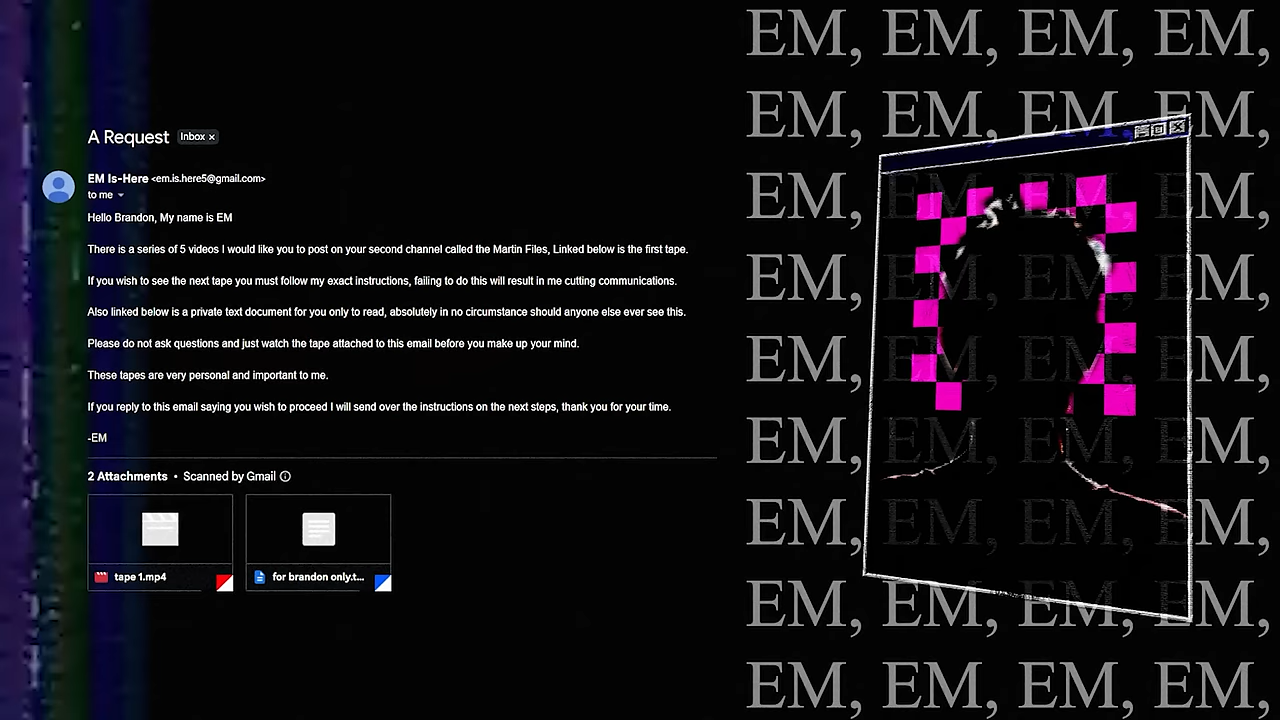 A Request Inbox ×
EM Is-Here <em.is.here5@gmail.com>
to me
Hello Brandon, My name is EM
There is a series of 5 videos I would like you to post on your second channel called the Martin Files, Linked below is the first tape.
If you wish to see the next tape you must follow my exact instructions, failing to do this will result in me cutting communications.
Also linked below is a private text document for you only to read, absolutely in no circumstance should anyone else ever see this.
Please do not ask questions and just watch the tape attached to this email before you make up your mind.
These tapes are very personal and important to me.
If you reply to this email saying you wish to proceed I will send over the instructions on the next steps, thank you for your time.
-EM
2 Attachments • Scanned by Gmail
tape 1.mp4
for brandon only.t...
EM, EM, EM, EM,
EM, EM, EM, EM,
EM, EM, EM, EM,
EM, EM, EM, EM,
EM, EM, EM, EM,
EM, EM, EM, EM,
EM, EM, EM, EM,
EM, EM, EM, EM,
EM, EM, EM, EM,